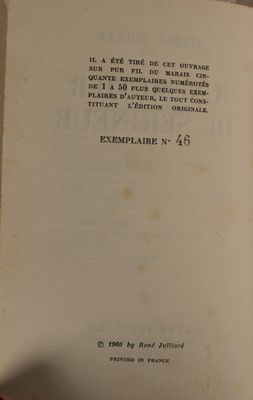 IL A ÉTÉ TIRÉ DE CET OUVRAGE
SUR PUR FIL DU MARAIS CIN-
QUANTE EXEMPLAIRES NUMÉROTÉS
DE 1 A 50 PLUS QUELQUES EXEM-
PLAIRES D'AUTEUR, LE TOUT CONS-
TITUANT L'ÉDITION ORIGINALE.
EXEMPLAIRE N° 46
© 1960 by René Julliard
PRINTED IN FRANCE